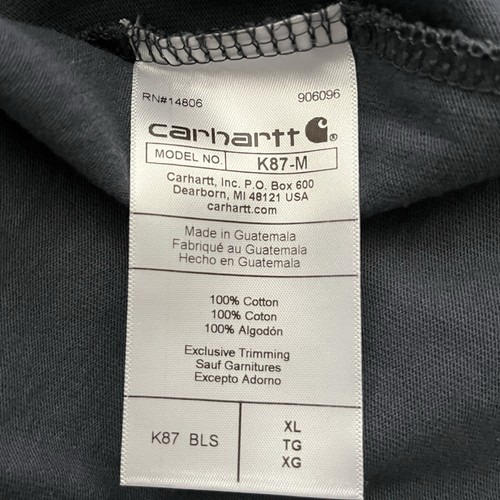 RN#14806 906096
carhartt ®
MODEL NO. K87-M
Carhartt, Inc. P.O. Box 600
Dearborn, MI 48121 USA
carhartt.com
Made in Guatemala
Fabriqué au Guatemala
Hecho en Guatemala
100% Cotton
100% Coton
100% Algodón
Exclusive Trimming
Sauf Garnitures
Excepto Adorno
K87 BLS
XL
TG
XG